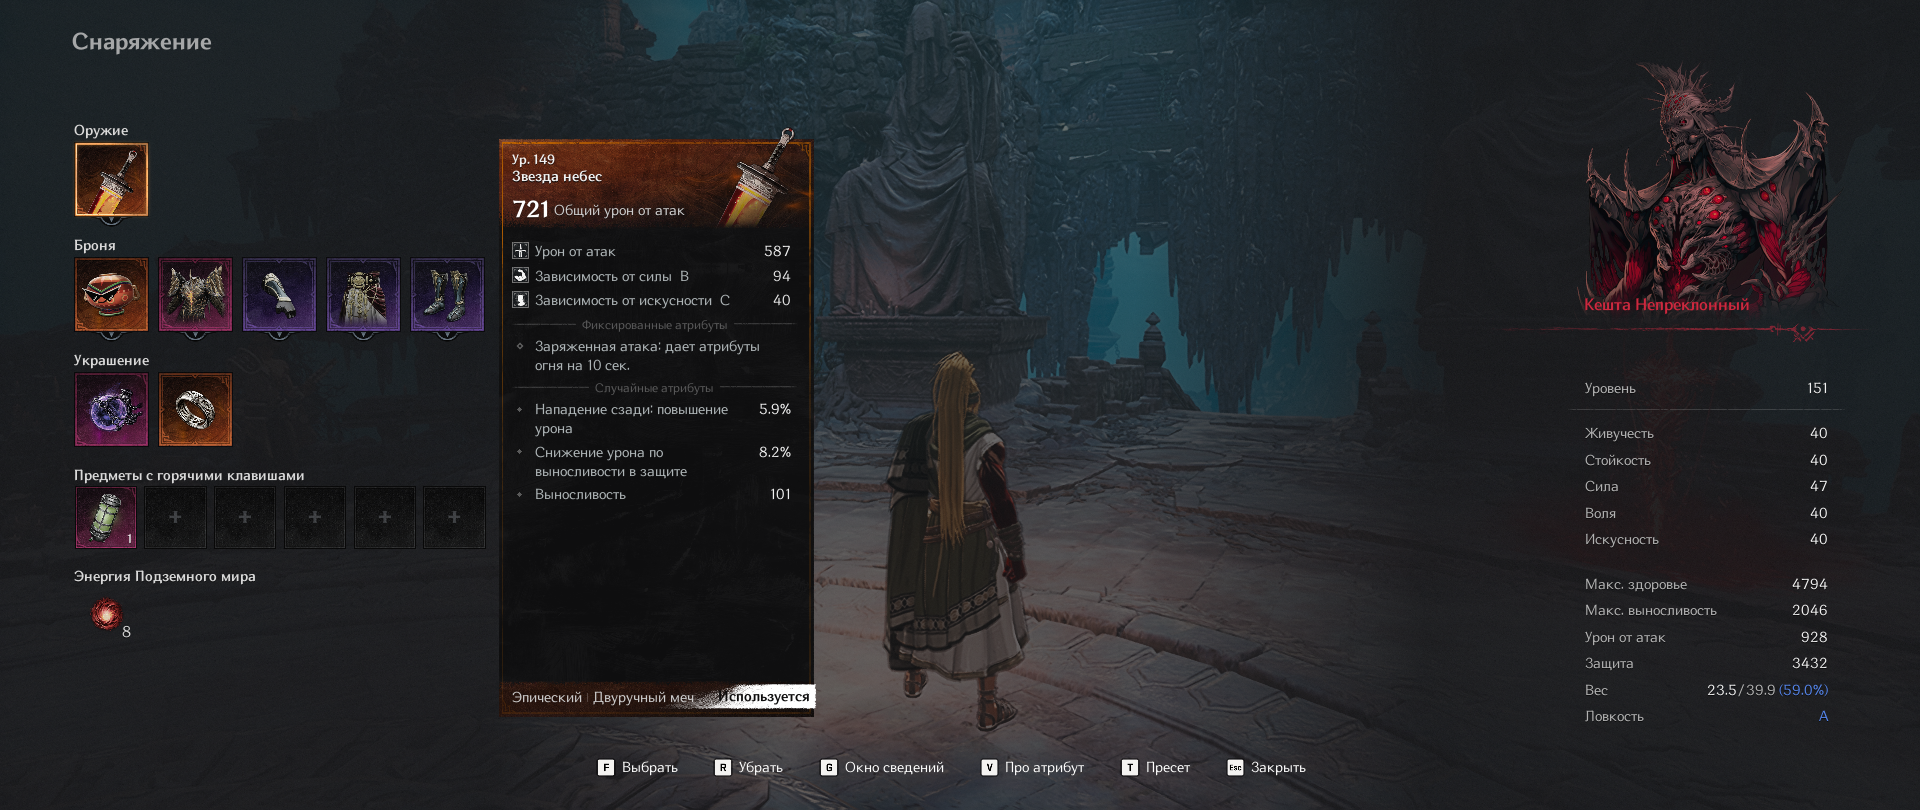 Снаряжение
Оружие
Броня
Украшение
Предметы с горячими клавишами
1
Энергия Подземного мира
8
Ур. 149
Звезда небес
721 Общий урон от атак
Урон от атак 587
Зависимость от силы B 94
Зависимость от искусности C 40
Фиксированные атрибуты
Заряженная атака: дает атрибуты
огня на 10 сек.
Случайные атрибуты
Нападение сзади: повышение 5.9%
урона
Снижение урона по 8.2%
выносливости в защите
Выносливость 101
Эпический | Двуручный меч Используется
Кешта Непреклонный
Уровень 151
Живучесть 40
Стойкость 40
Сила 47
Воля 40
Искусность 40
Макс. здоровье 4794
Макс. выносливость 2046
Урон от атак 928
Защита 3432
Вес 23.5/39.9 (59.0%)
Ловкость A
F Выбрать R Убрать G Окно сведений V Про атрибут T Пресет Esc Закрыть